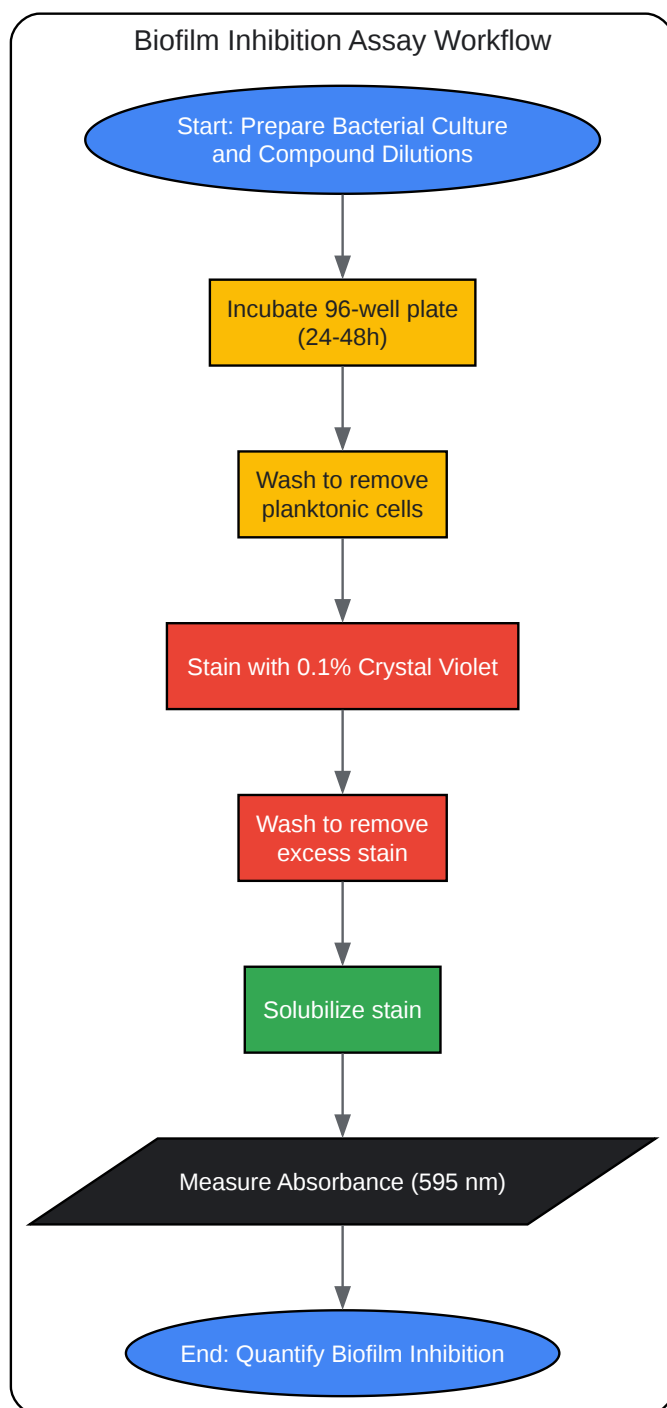 Biofilm Inhibition Assay Workflow
Start: Prepare Bacterial Culture
and Compound Dilutions
Incubate 96-well plate
(24-48h)
Wash to remove
planktonic cells
Stain with 0.1% Crystal Violet
Wash to remove
excess stain
Solubilize stain
Measure Absorbance (595 nm)
End: Quantify Biofilm Inhibition